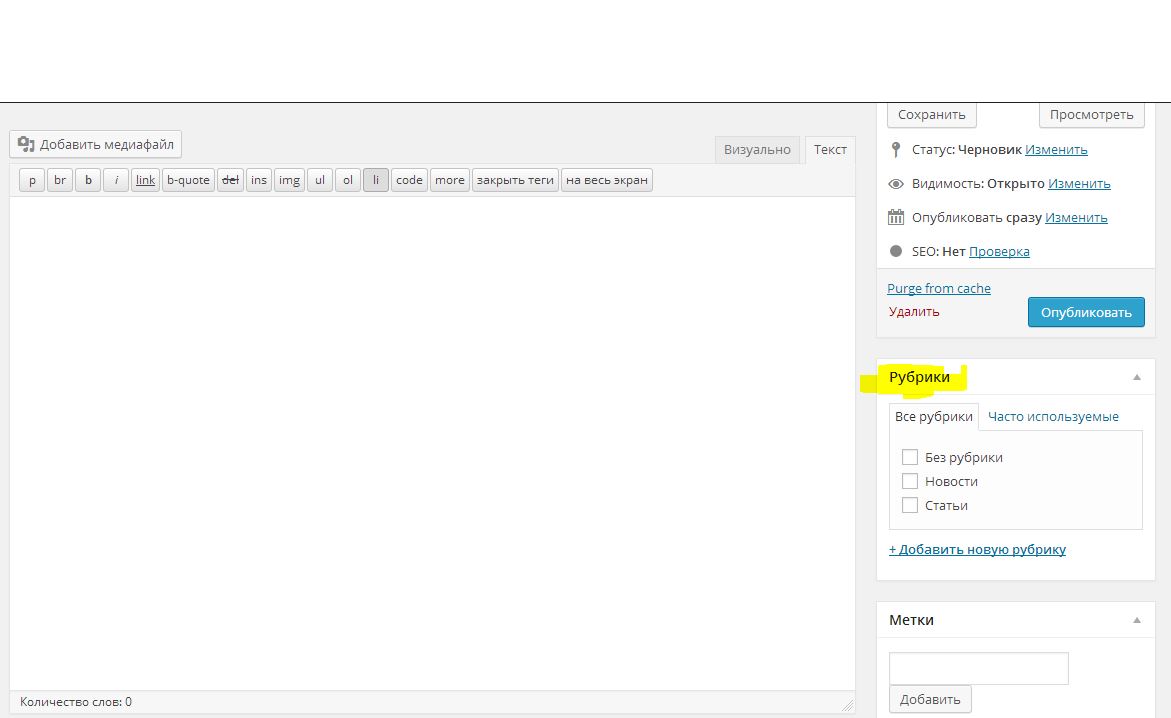 Сохранить Просмотреть
Добавить медиафайл
Визуально Текст
Статус: Черновик Изменить
p br b i link b-quote del ins img ul ol li code more закрыть теги на весь экран
Видимость: Открыто Изменить
Опубликовать сразу Изменить
SEO: Нет Проверка
Purge from cache
Удалить
Опубликовать
Рубрики
Все рубрики Часто используемые
Без рубрики
Новости
Статьи
+ Добавить новую рубрику
Метки
Добавить
Количество слов: 0